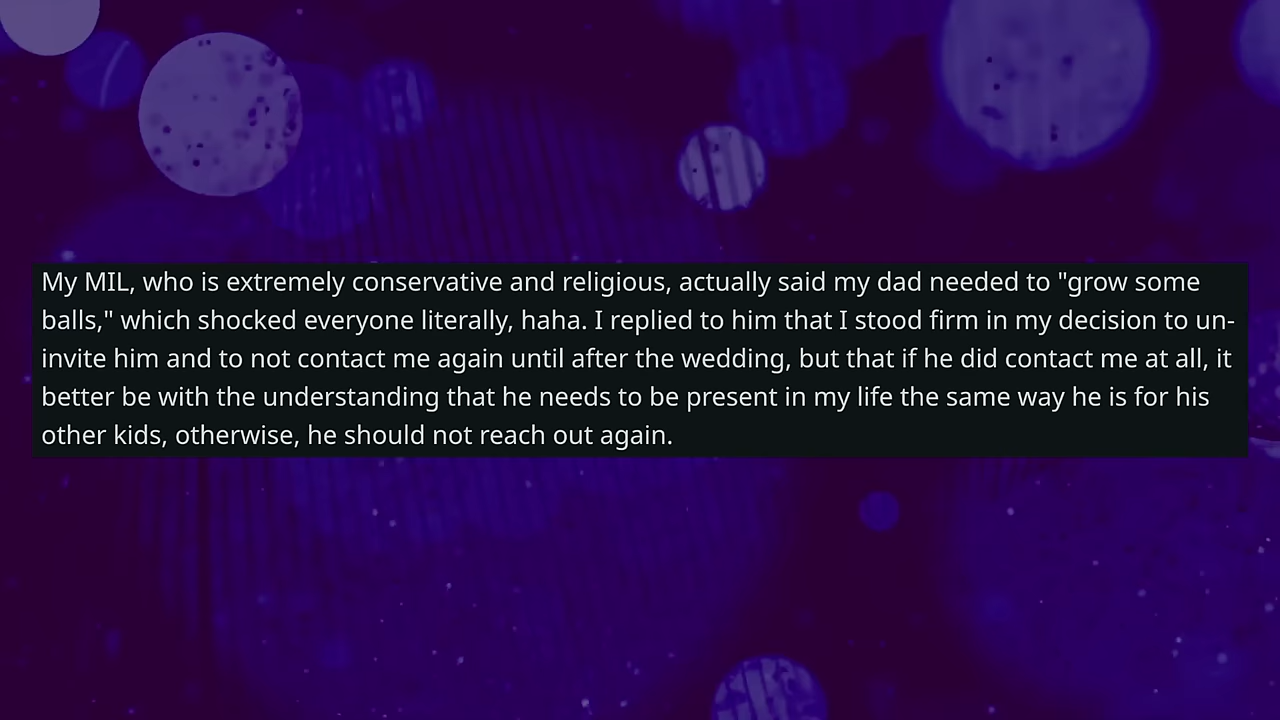 My MIL, who is extremely conservative and religious, actually said my dad needed to "grow some
balls," which shocked everyone literally, haha. I replied to him that I stood firm in my decision to un-
invite him and to not contact me again until after the wedding, but that if he did contact me at all, it
better be with the understanding that he needs to be present in my life the same way he is for his
other kids, otherwise, he should not reach out again.